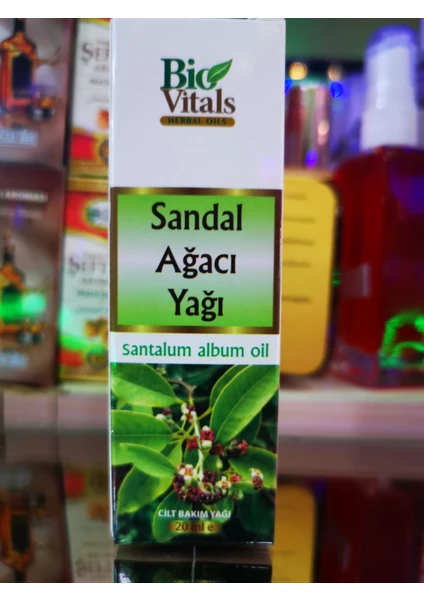 Bio
Vitals
HERBAL OILS
Sandal
Ağacı
Yağı
Santalum album oil
CİLT BAKIM YAĞI
20 ml e